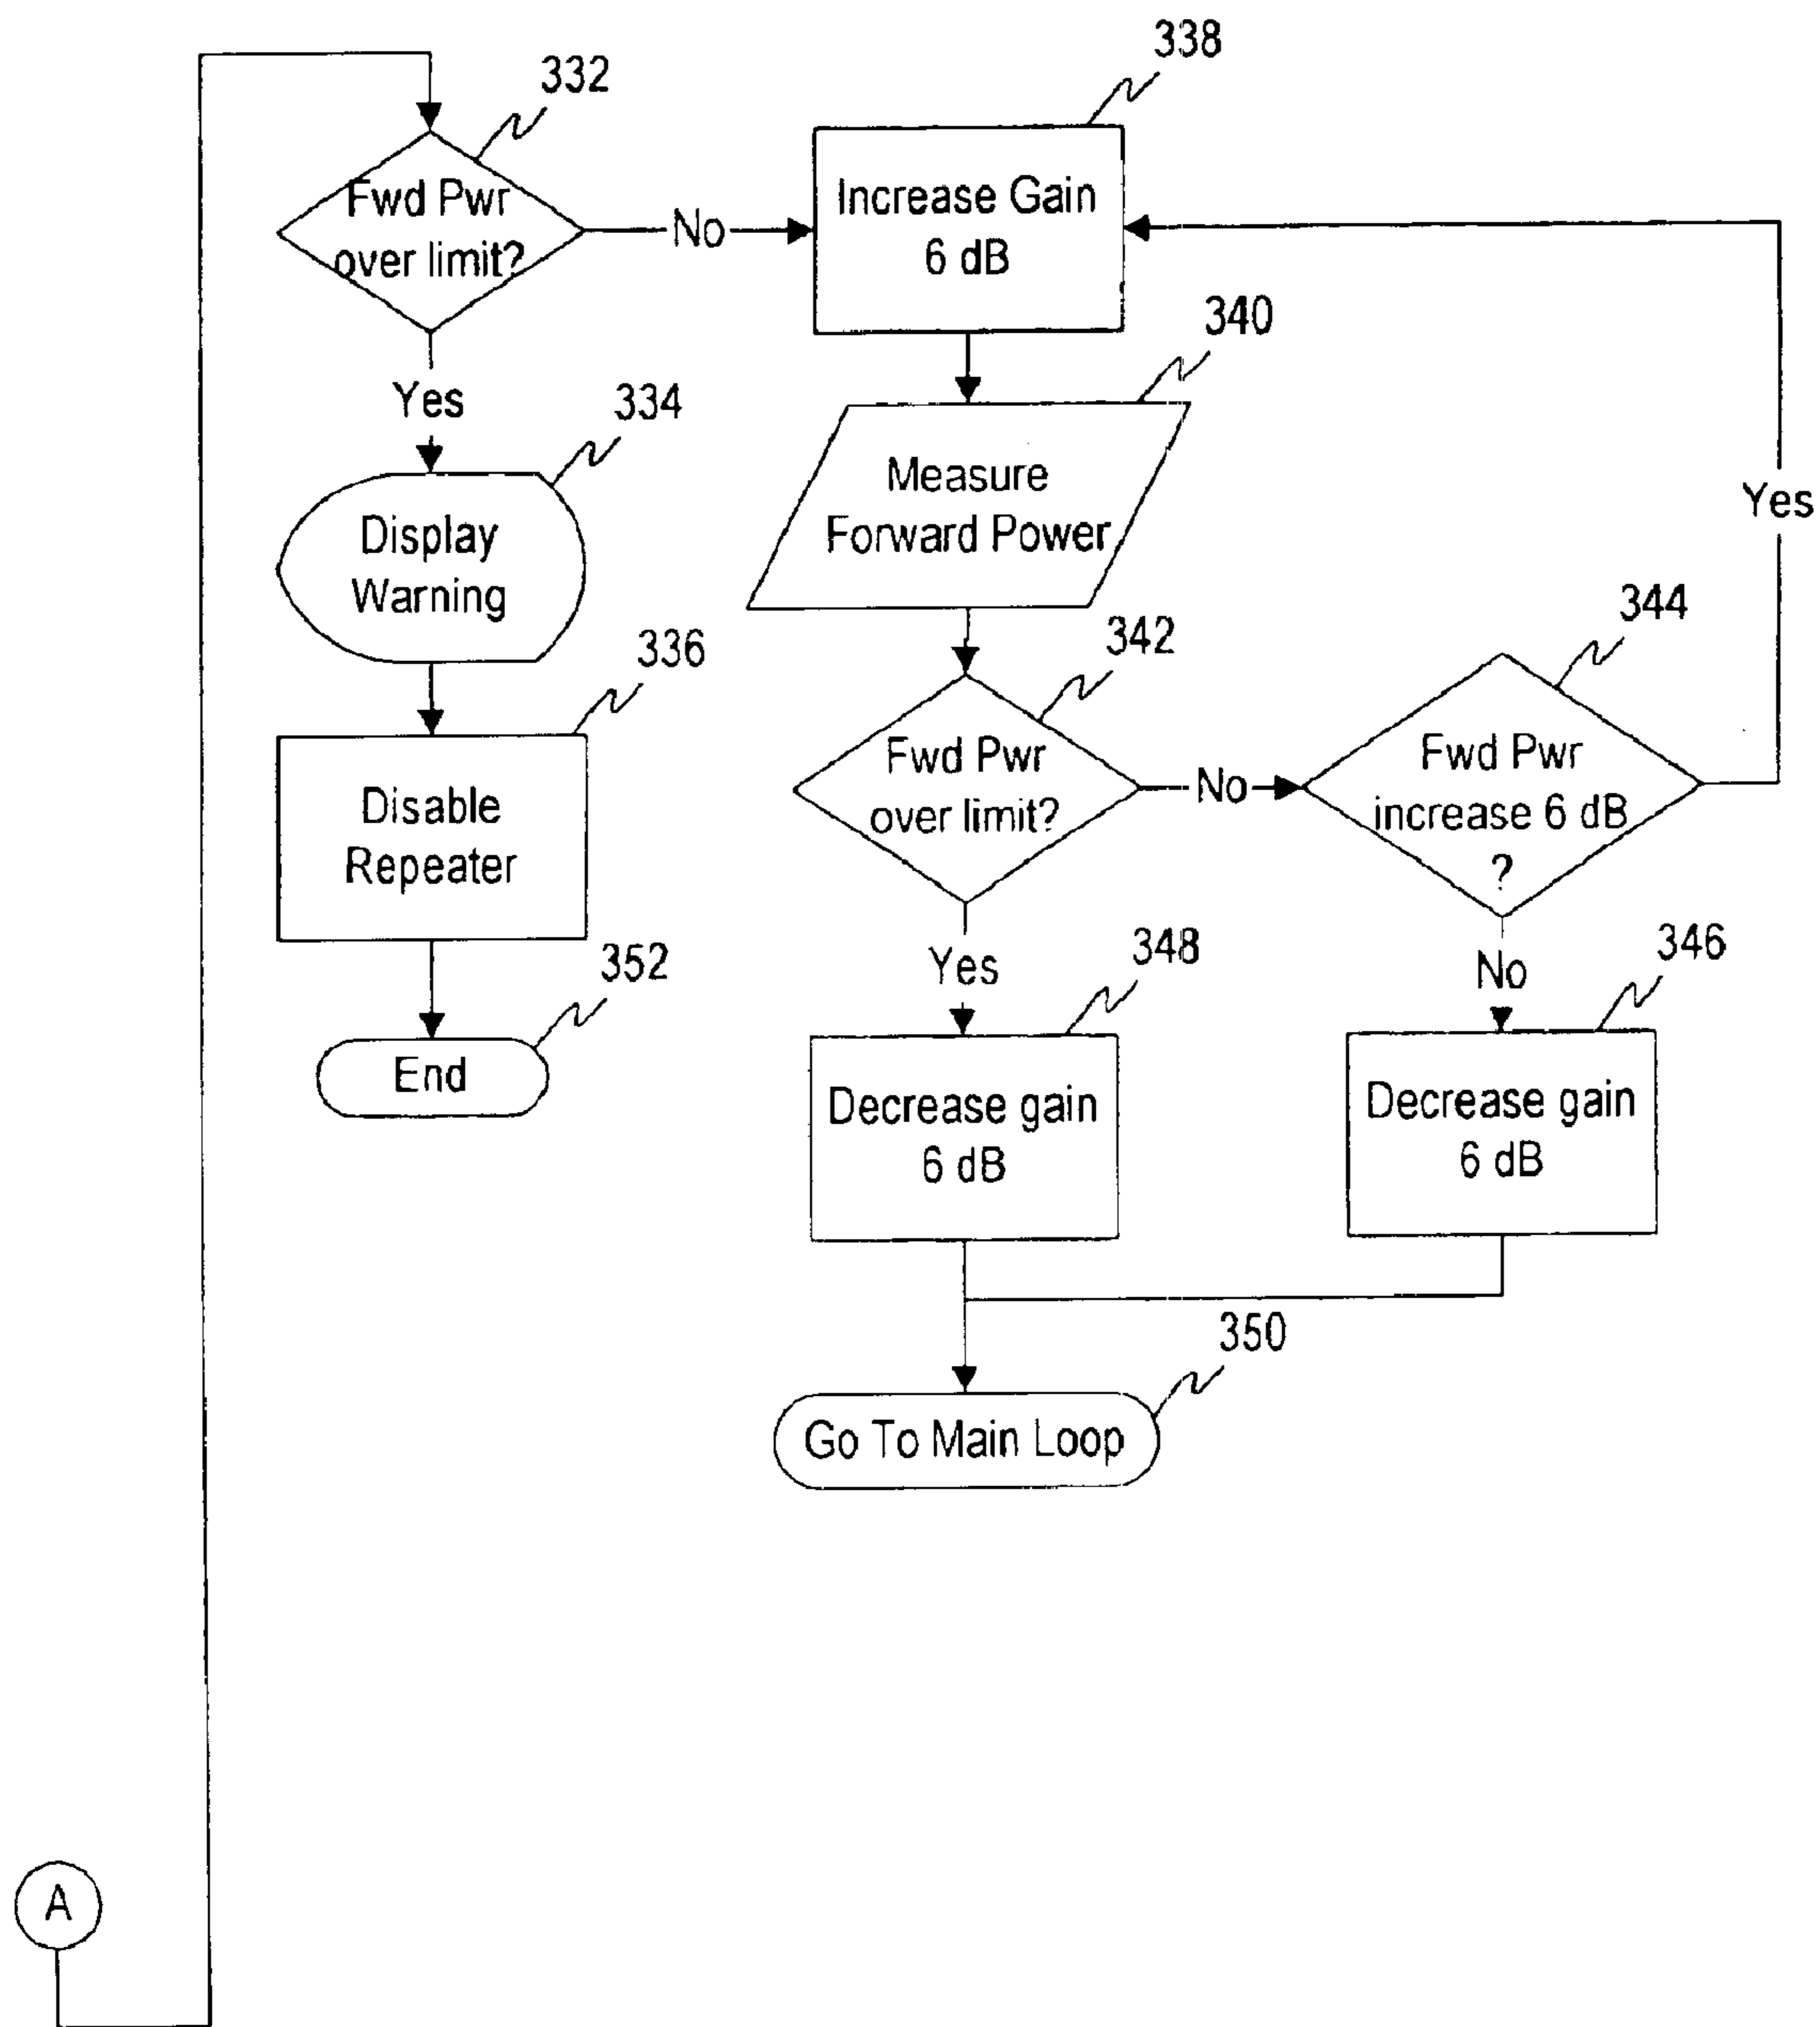 332
Fwd Pwr
over limit?
No
Yes
334
Display
Warning
336
Disable
Repeater
352
End
338
Increase Gain
6 dB
340
Measure
Forward Power
342
Fwd Pwr
over limit?
No
Yes
344
Fwd Pwr
increase 6 dB
?
Yes
No
348
Decrease gain
6 dB
346
Decrease gain
6 dB
350
Go To Main Loop
A